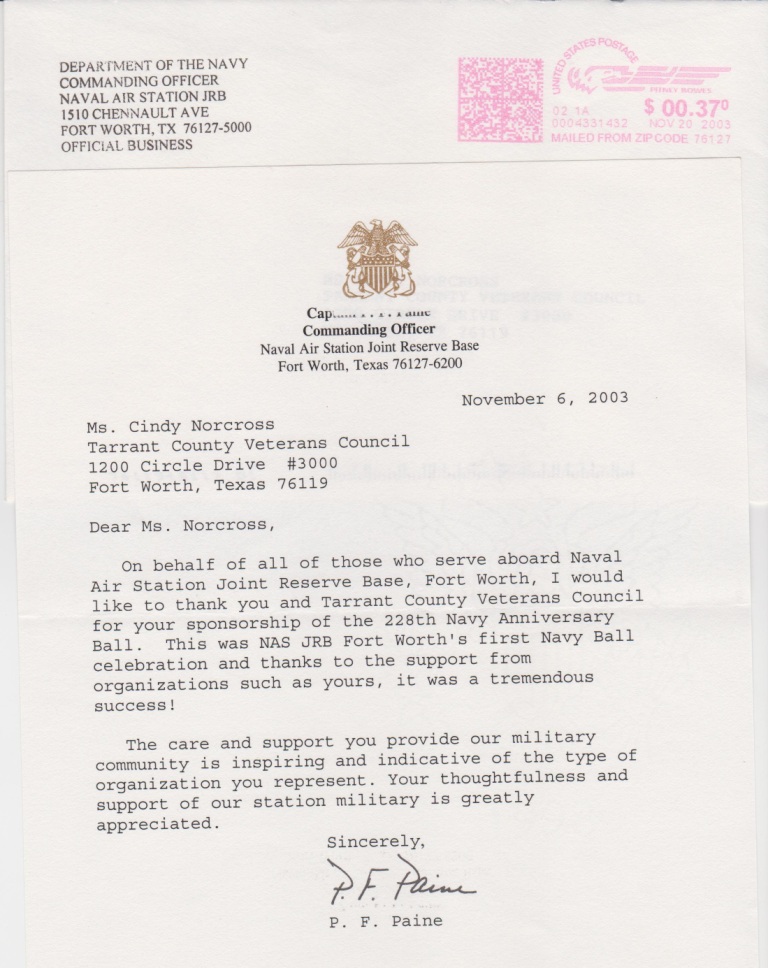 DEPARTMENT OF THE NAVY
COMMANDING OFFICER
NAVAL AIR STATION JRB
1510 CHENNAULT AVE
FORT WORTH, TX 76127-5000
OFFICIAL BUSINESS
UNITED STATES POSTAGE
PITNEY BOWES
02 1A
$ 00.37⁰
0004331432 NOV 20 2003
MAILED FROM ZIP CODE 76127
NORCROSS
COUNTY VETERANS COUNCIL
DRIVE #3000
76119
Paine
Commanding Officer
Naval Air Station Joint Reserve Base
Fort Worth, Texas 76127-6200
November 6, 2003
Ms. Cindy Norcross
Tarrant County Veterans Council
1200 Circle Drive #3000
Fort Worth, Texas 76119
Dear Ms. Norcross,
On behalf of all of those who serve aboard Naval
Air Station Joint Reserve Base, Fort Worth, I would
like to thank you and Tarrant County Veterans Council
for your sponsorship of the 228th Navy Anniversary
Ball. This was NAS JRB Fort Worth's first Navy Ball
celebration and thanks to the support from
organizations such as yours, it was a tremendous
success!
The care and support you provide our military
community is inspiring and indicative of the type of
organization you represent. Your thoughtfulness and
support of our station military is greatly
appreciated.
Sincerely,
P. F. Paine
P. F. Paine